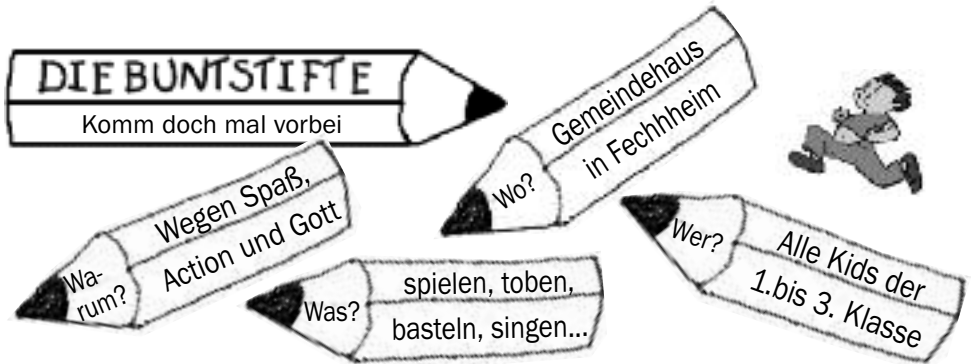 DIE BUNTSTIFTE
Komm doch mal vorbei
Wo?
Gemeindehaus
in Fechhheim
Wa-
rum?
Wegen Spaß,
Action und Gott
Was?
spielen, toben,
basteln, singen...
Wer?
Alle Kids der
1.bis 3. Klasse